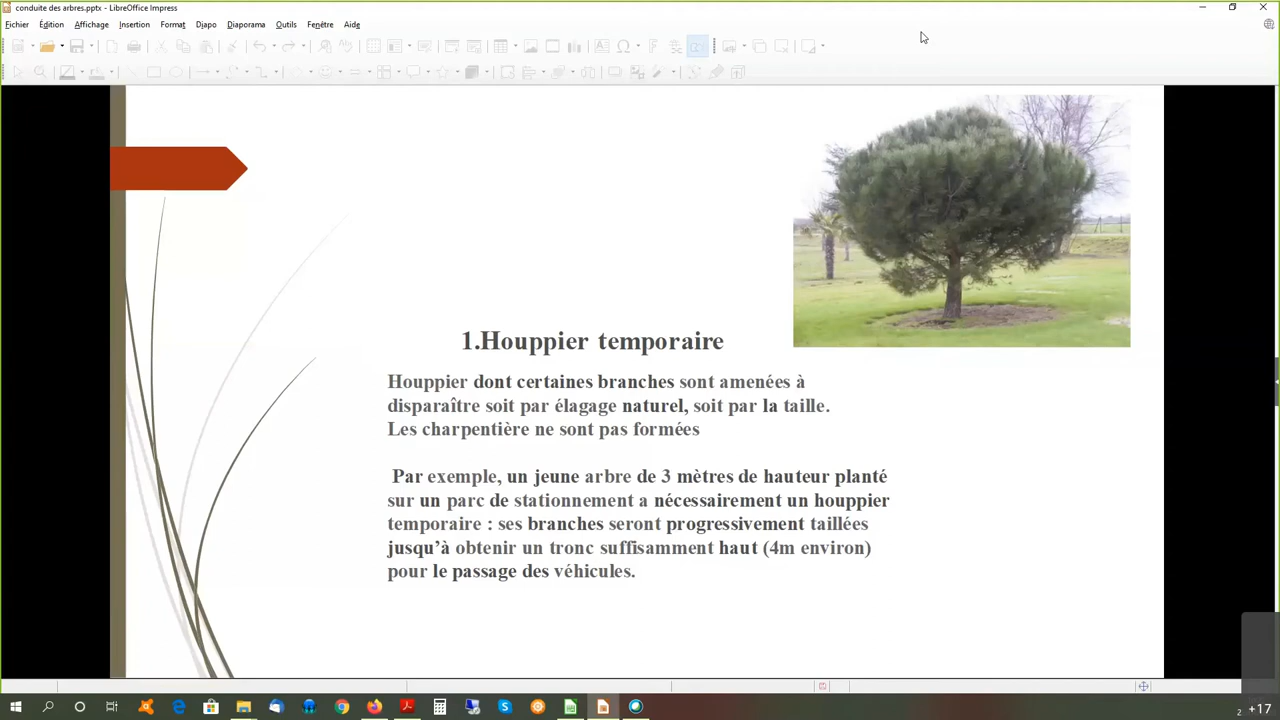 conduite des arbres.pptx - LibreOffice Impress
Fichier Édition Affichage Insertion Format Diapo Diaporama Outils Fenêtre Aide
1.Houppier temporaire
Houppier dont certaines branches sont amenées à
disparaître soit par élagage naturel, soit par la taille.
Les charpentière ne sont pas formées
Par exemple, un jeune arbre de 3 mètres de hauteur planté
sur un parc de stationnement a nécessairement un houppier
temporaire : ses branches seront progressivement taillées
jusqu’à obtenir un tronc suffisamment haut (4m environ)
pour le passage des véhicules.
2 +17